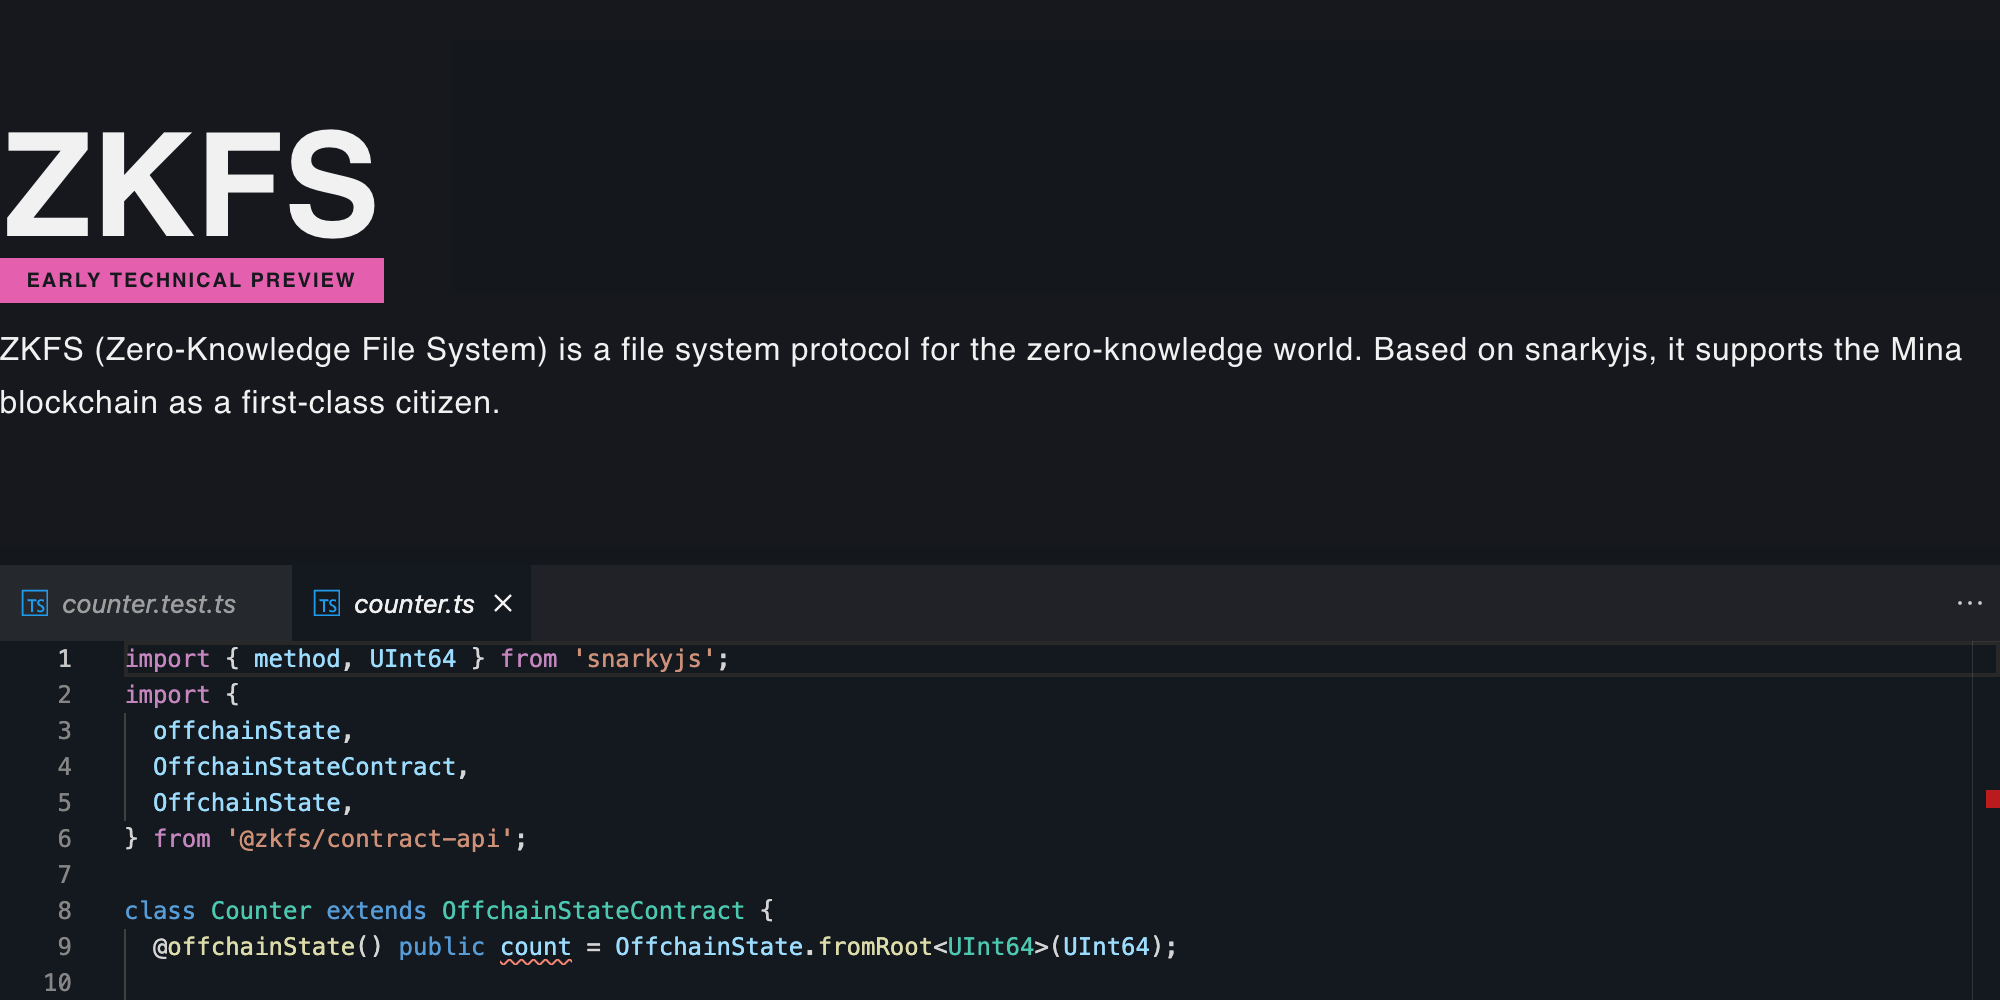 ZKFS
EARLY TECHNICAL PREVIEW
ZKFS (Zero-Knowledge File System) is a file system protocol for the zero-knowledge world. Based on snarkyjs, it supports the Mina
blockchain as a first-class citizen.
TS counter.test.ts TS counter.ts
1 import { method, UInt64 } from 'snarkyjs';
2 import {
3 offchainState,
4 OffchainStateContract,
5 OffchainState,
6 } from '@zkfs/contract-api';
7
8 class Counter extends OffchainStateContract {
9 @offchainState() public count = OffchainState.fromRoot<UInt64>(UInt64);
10